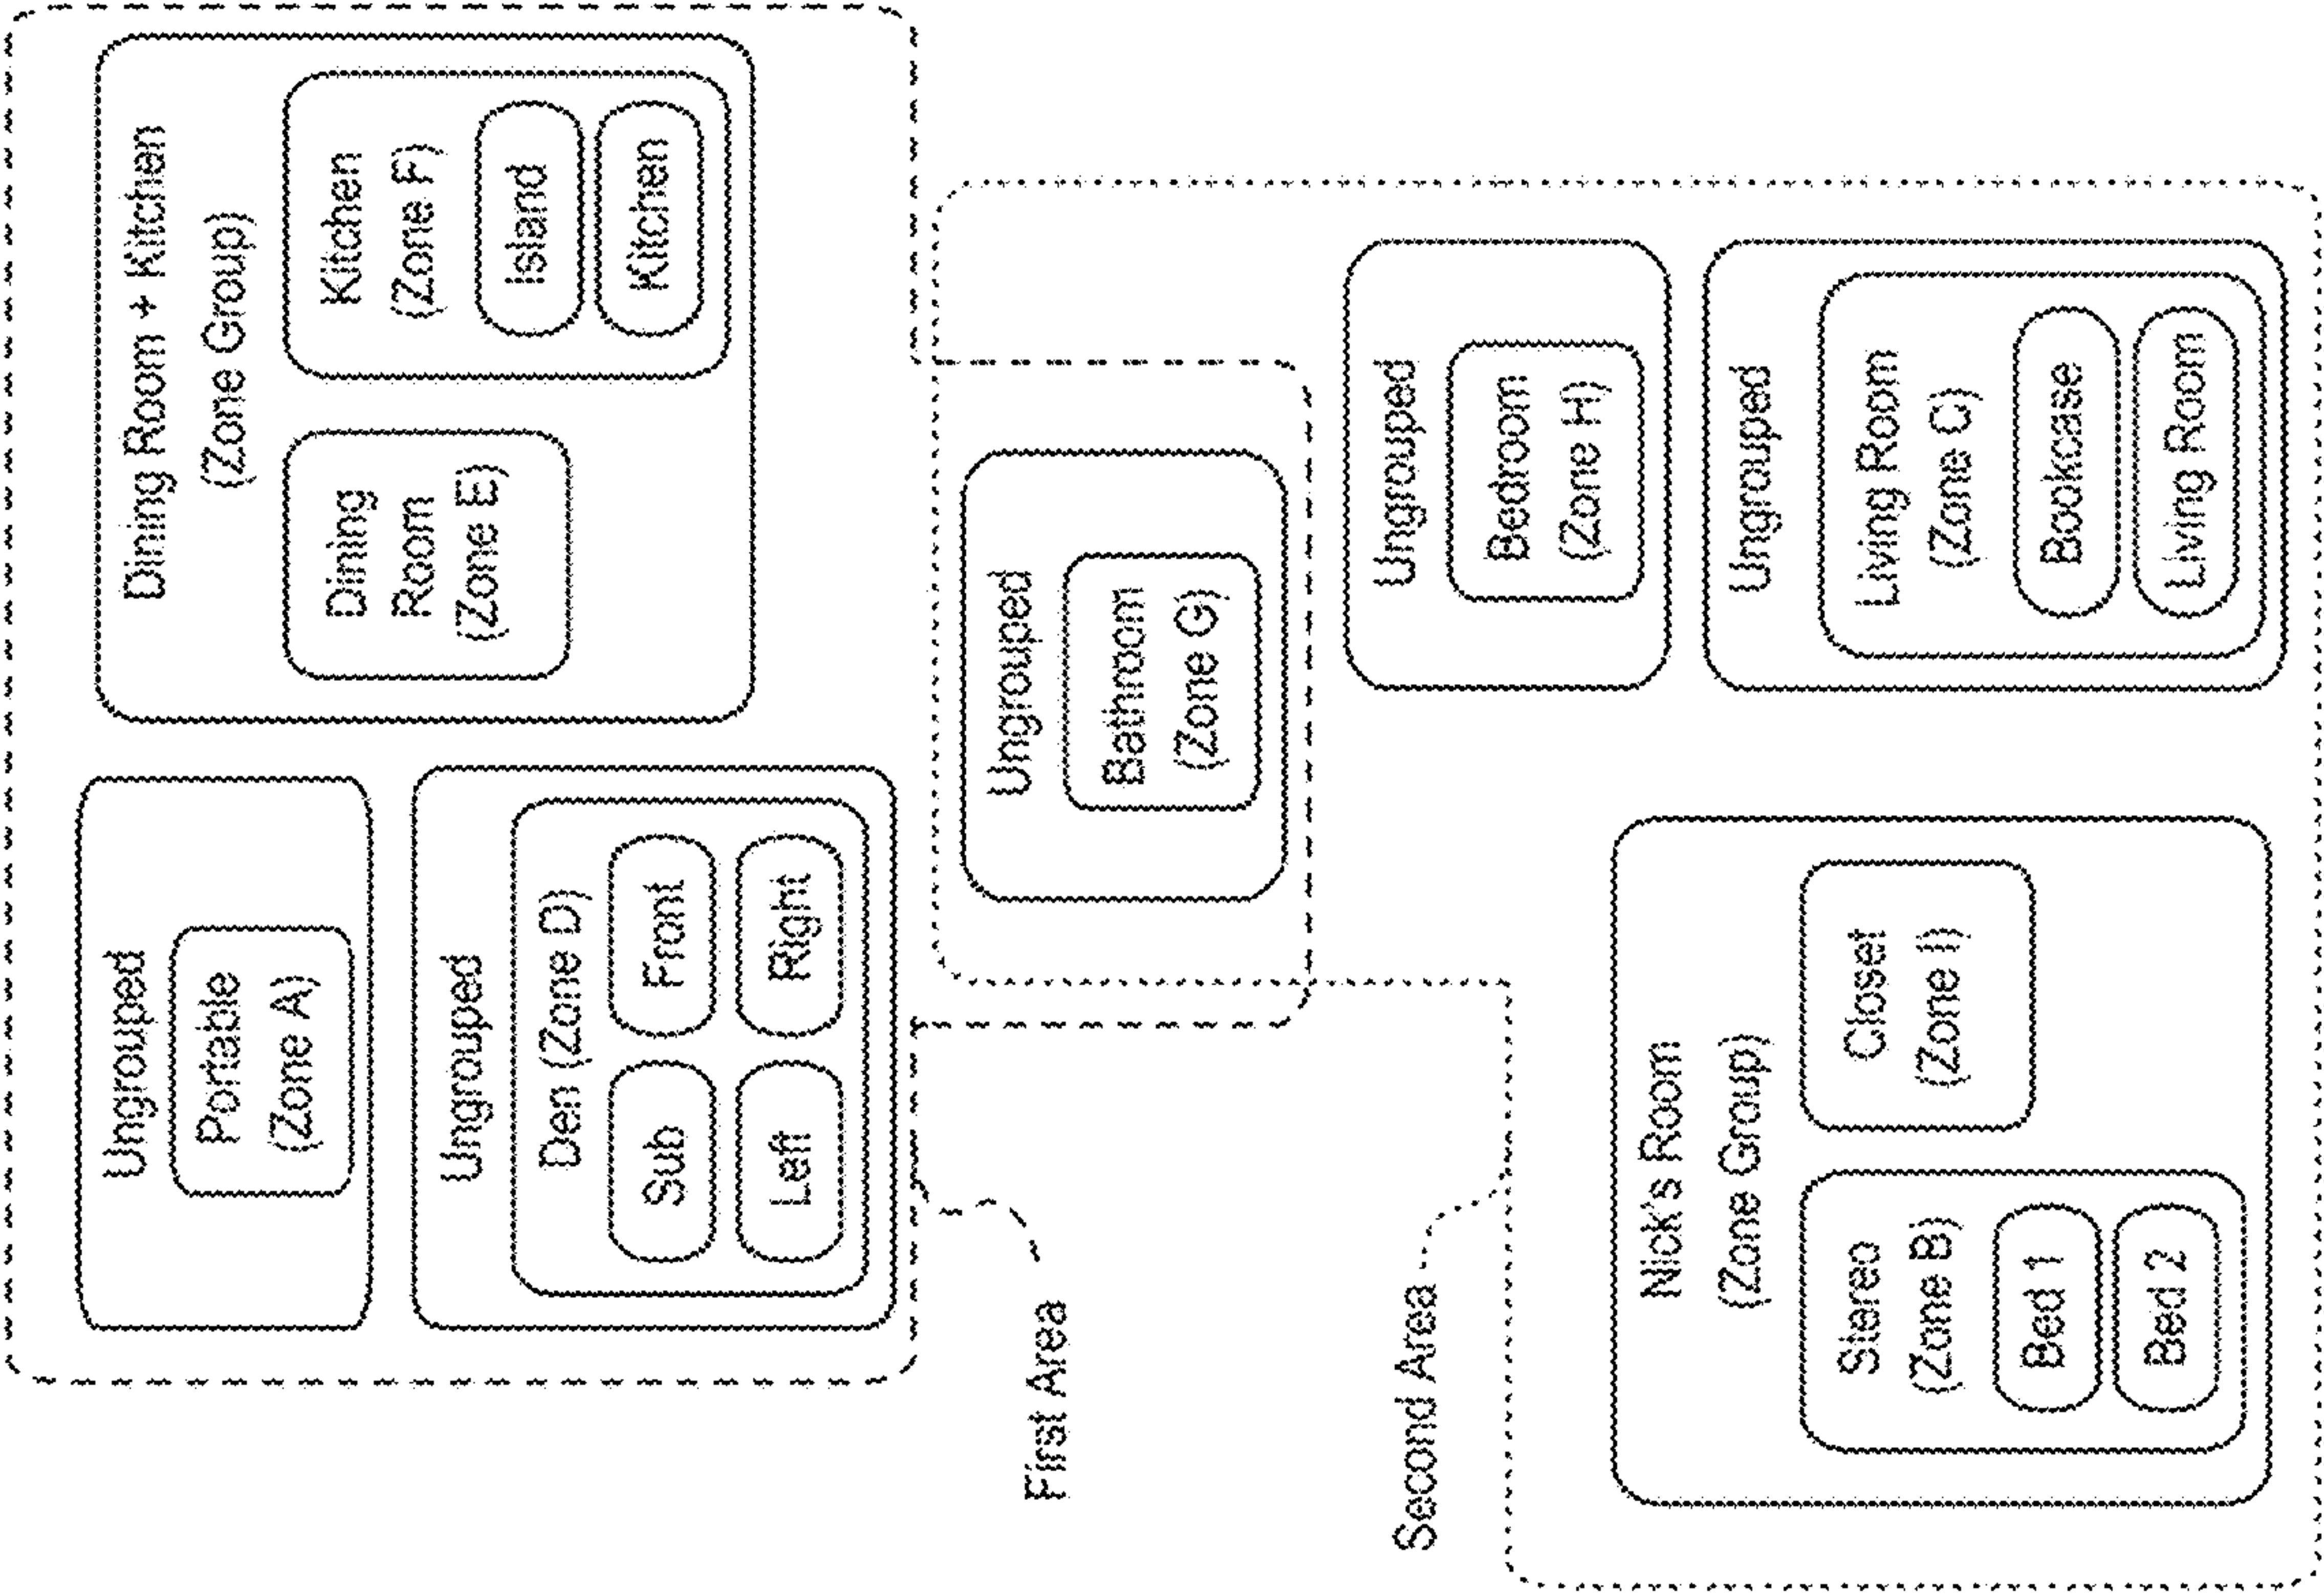 Ungrouped
Portable
(Zone A)
Ungrouped
Den (Zone D)
Sub
Front
Left
Right
Dining Room + Kitchen
(Zone Group)
Dining
Room
(Zone E)
Kitchen
(Zone F)
Island
Kitchen
First Area
Ungrouped
Bathroom
(Zone G)
Second Area
Ungrouped
Bedroom
(Zone H)
Nick's Room
(Zone Group)
Stereo
(Zone B)
Bed 1
Bed 2
Closet
(Zone I)
Ungrouped
Living Room
(Zone C)
Bookcase
Living Room